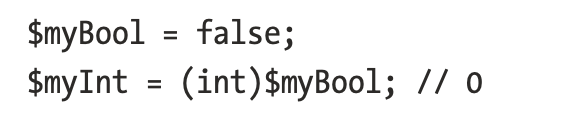 $myBool = false;
$myInt = (int)$myBool; // 0